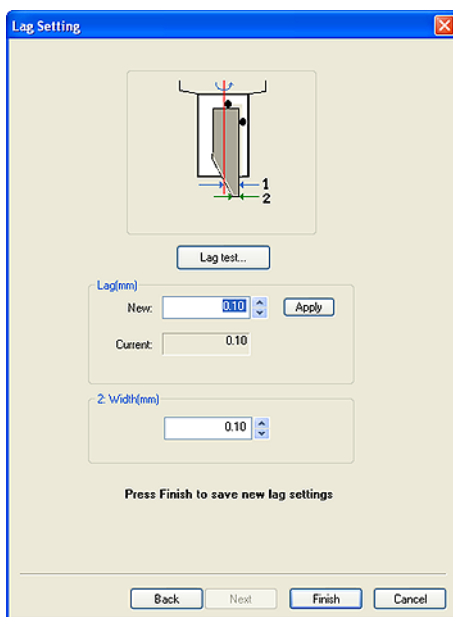 Lag Setting
1
2
Lag test...
Lag(mm)
New: 0.10 Apply
Current: 0.10
2: Width(mm)
0.10
Press Finish to save new lag settings
Back Next Finish Cancel